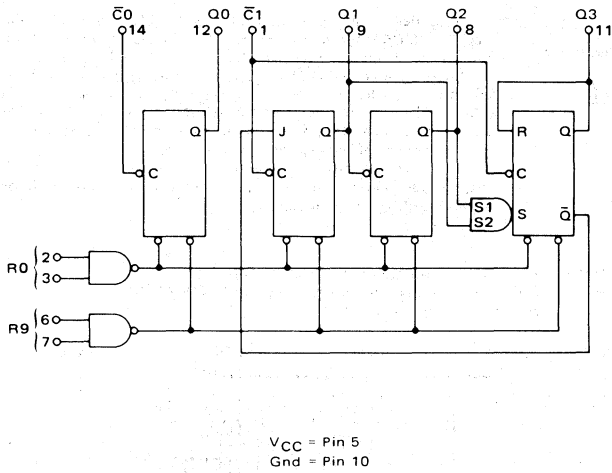 C̅0 Q0 C̅1 Q1 Q2 Q3
14 12 1 9 8 11
Q J Q Q R Q
C C C C
S1 S S2 Q̅
R0 { 2 3
R9 { 6 7
VCC = Pin 5
Gnd = Pin 10